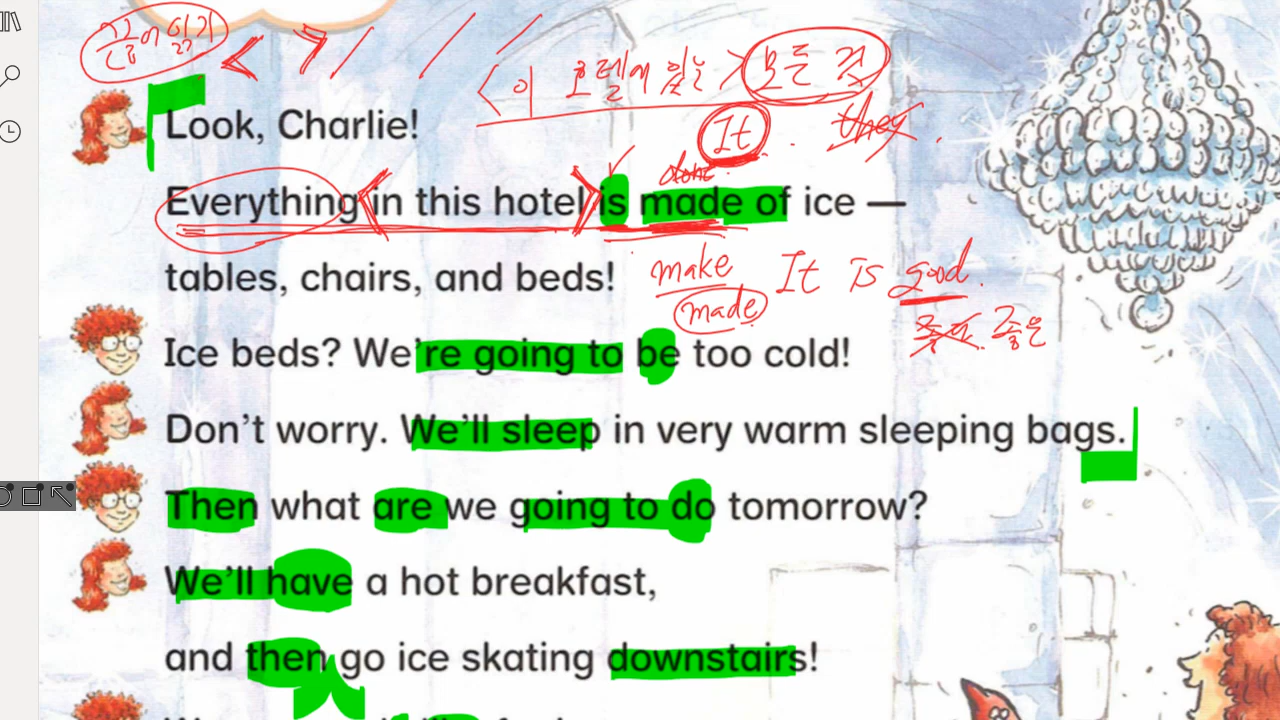 끊어 읽기 < > / / /
<이 호텔에 있는> 모든 것
Look, Charlie!
It. they.
done.
Everything <in this hotel> is made of ice —
tables, chairs, and beds!
make It is good.
made
좋다. 좋은
Ice beds? We're going to be too cold!
Don't worry. We'll sleep in very warm sleeping bags.
Then what are we going to do tomorrow?
We'll have a hot breakfast,
and then go ice skating downstairs!